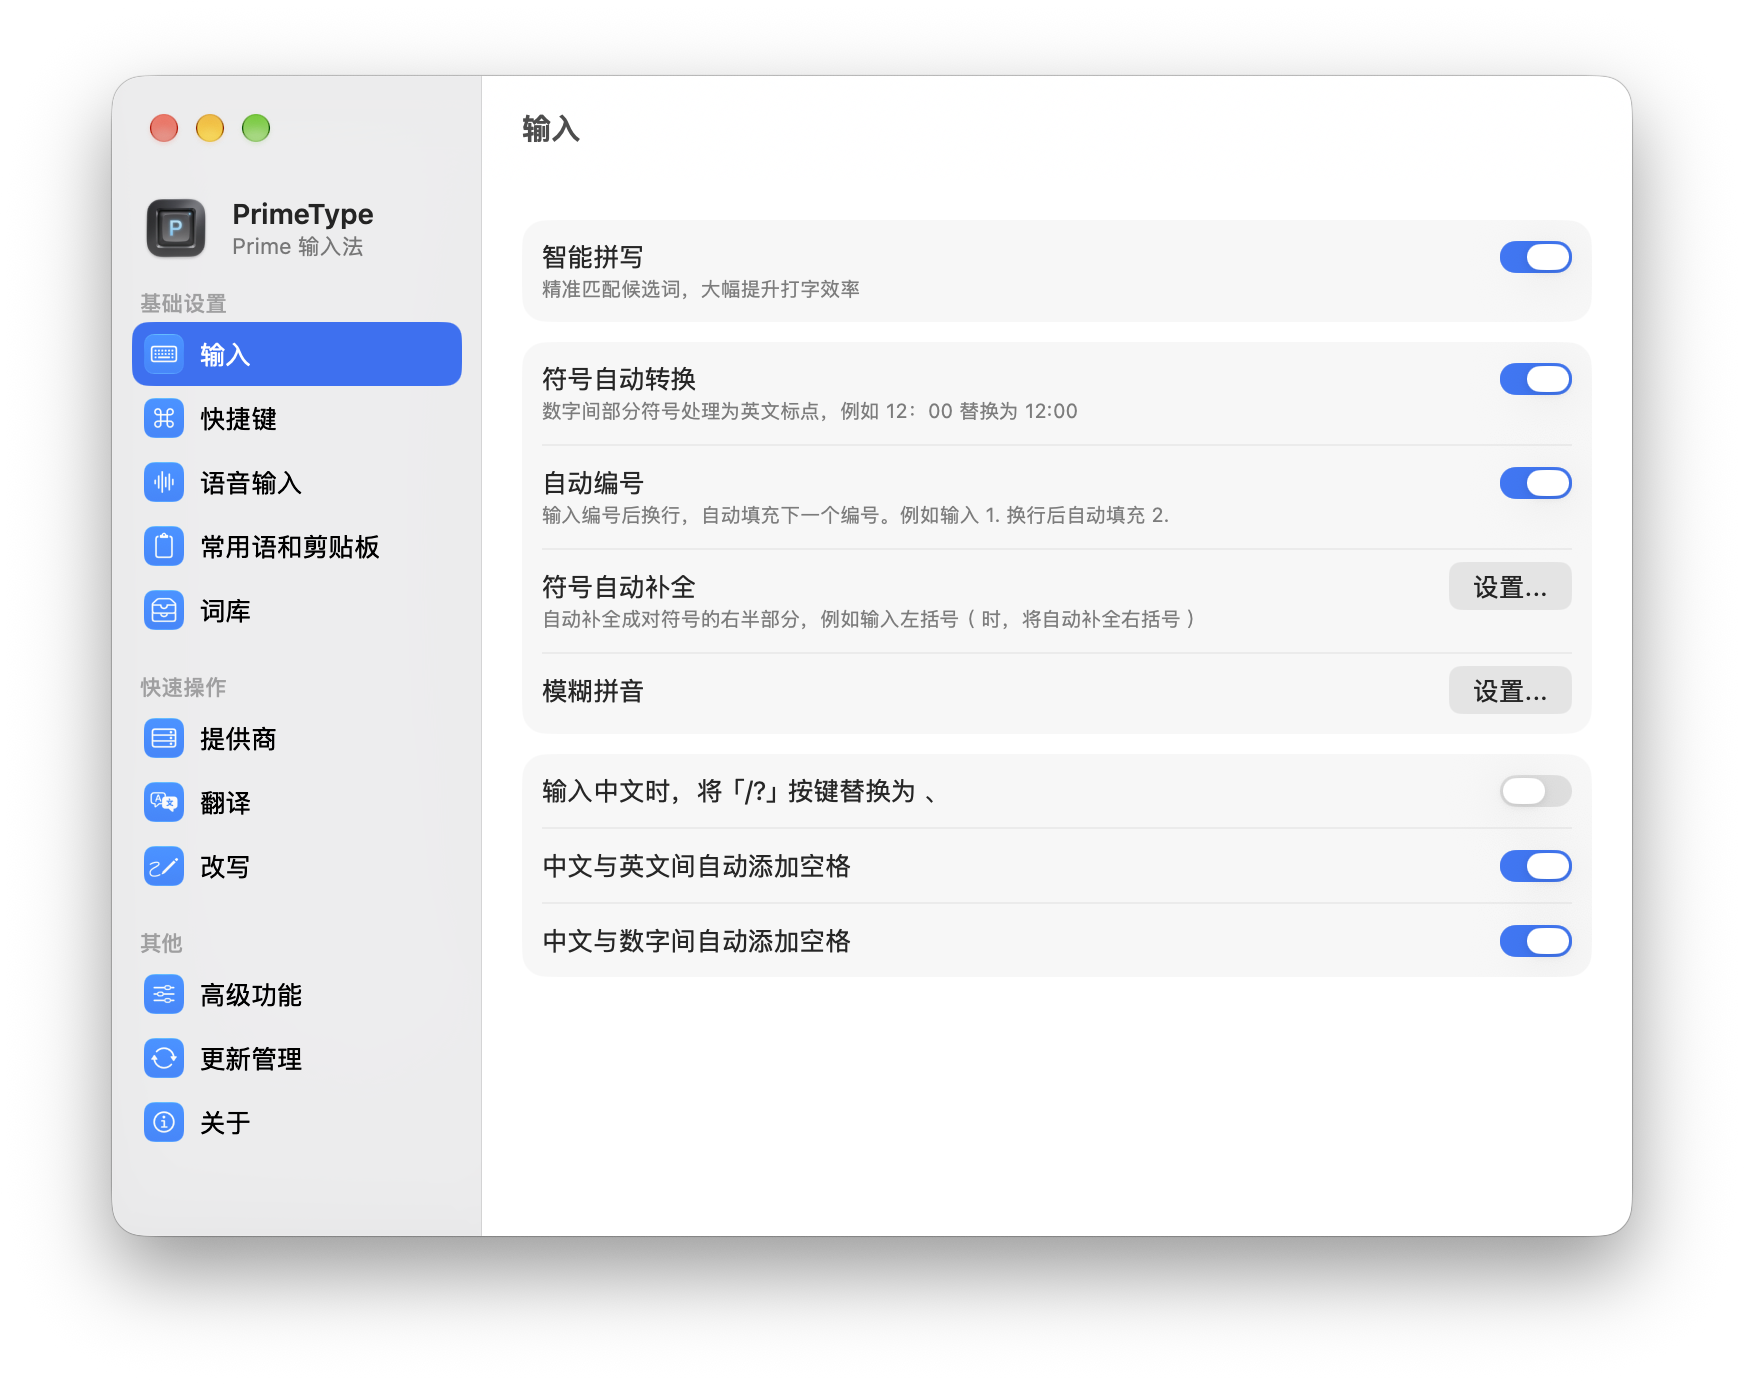 PrimeType
Prime 输入法
基础设置
输入
快捷键
语音输入
常用语和剪贴板
词库
快速操作
提供商
翻译
改写
其他
高级功能
更新管理
关于
输入
智能拼写
精准匹配候选词，大幅提升打字效率
符号自动转换
数字间部分符号处理为英文标点，例如 12：00 替换为 12:00
自动编号
输入编号后换行，自动填充下一个编号。例如输入 1. 换行后自动填充 2.
符号自动补全
设置...
自动补全成对符号的右半部分，例如输入左括号 ( 时，将自动补全右括号 )
模糊拼音
设置...
输入中文时，将「/?」按键替换为 、
中文与英文间自动添加空格
中文与数字间自动添加空格